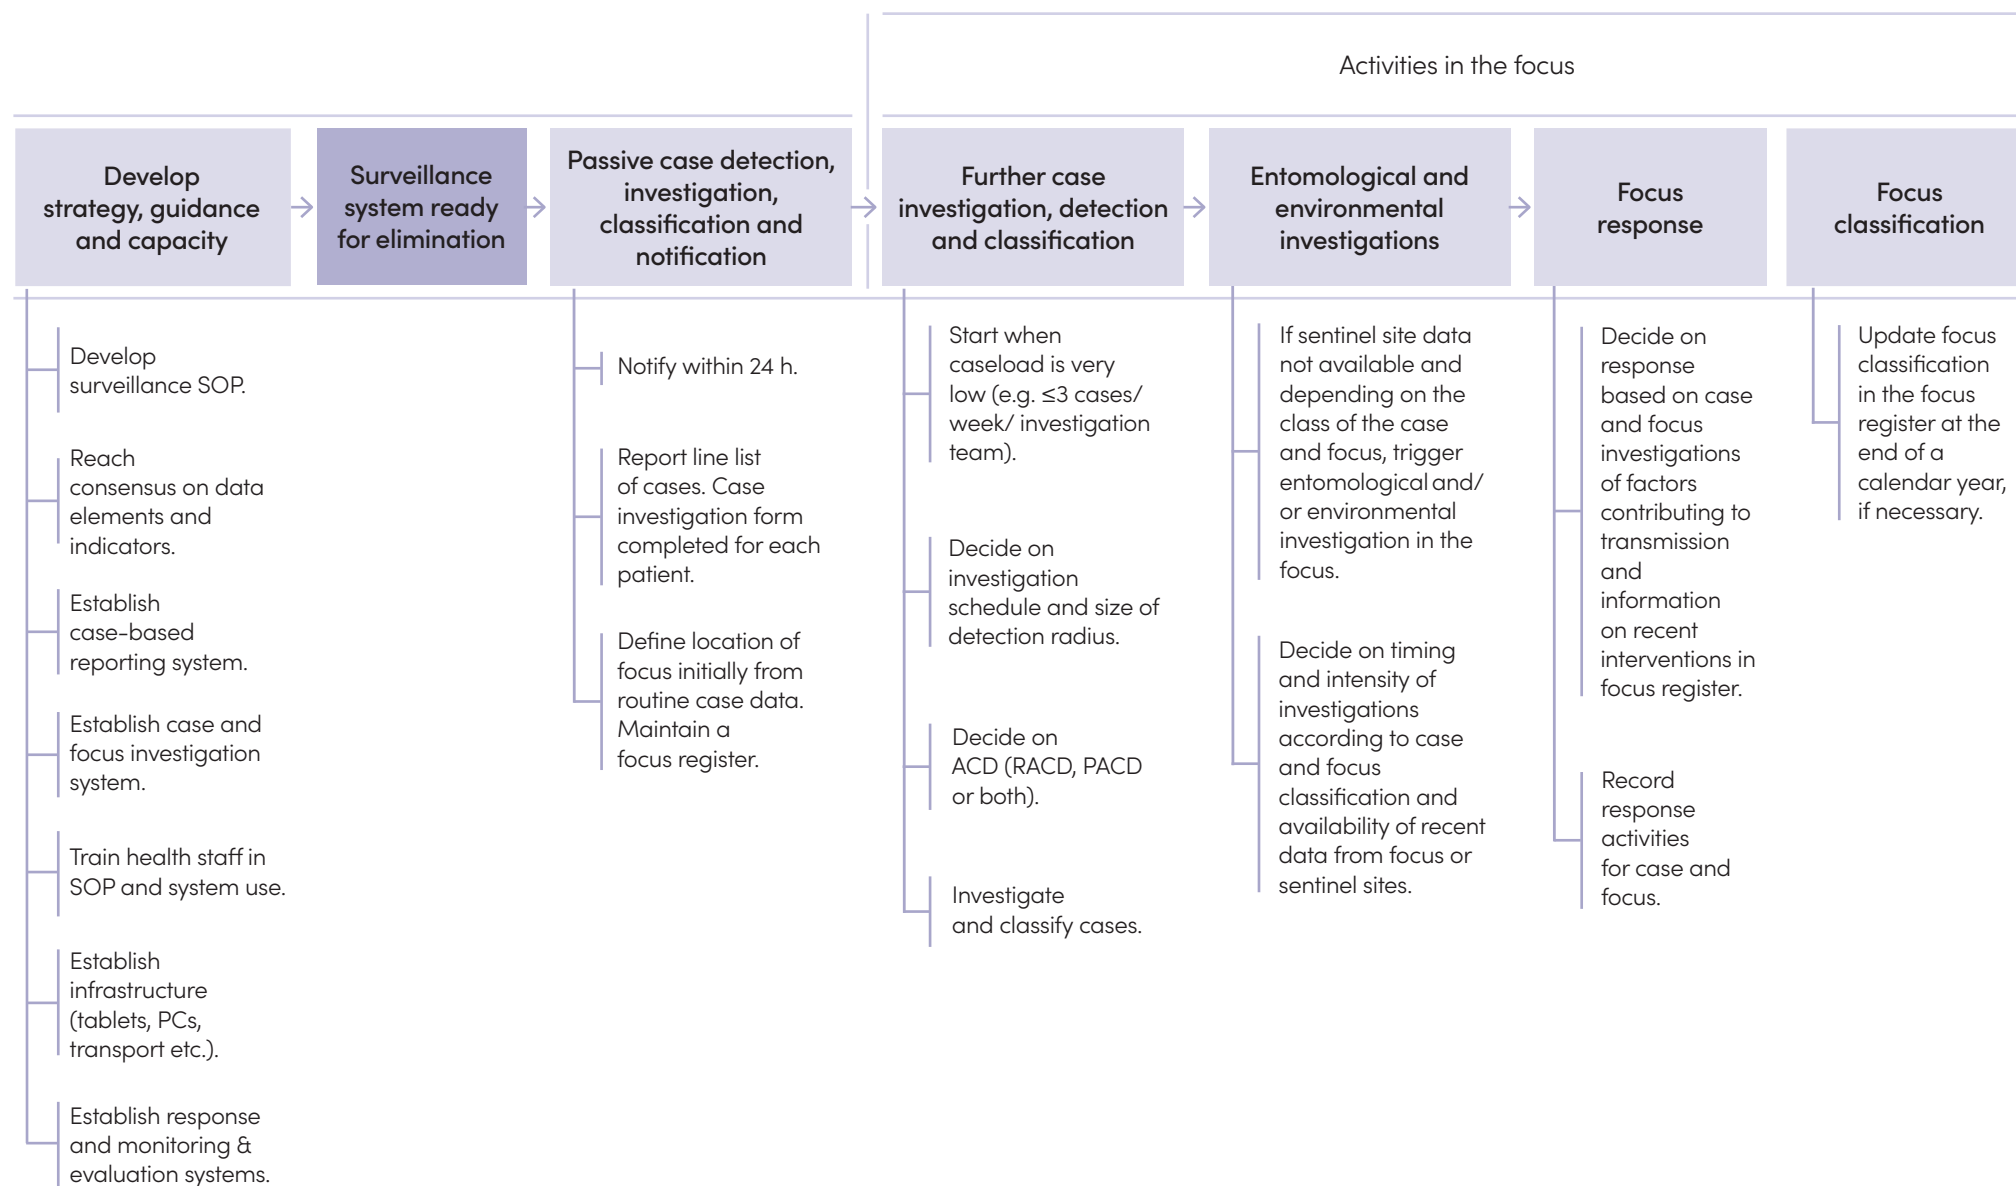 Activities in the focus
Develop
strategy, guidance
and capacity
Surveillance
system ready
for elimination
Passive case detection,
investigation,
classification and
notification
Further case
investigation, detection
and classification
Entomological and
environmental
investigations
Focus
response
Focus
classification
Develop
surveillance SOP.
Reach
consensus on data
elements and
indicators.
Establish
case-based
reporting system.
Establish case and
focus investigation
system.
Train health staff in
SOP and system use.
Establish
infrastructure
(tablets, PCs,
transport etc.).
Establish response
and monitoring &
evaluation systems.
Notify within 24 h.
Report line list
of cases. Case
investigation form
completed for each
patient.
Define location of
focus initially from
routine case data.
Maintain a
focus register.
Start when
caseload is very
low (e.g. ≤3 cases/
week/ investigation
team).
Decide on
investigation
schedule and size of
detection radius.
Decide on
ACD (RACD, PACD
or both).
Investigate
and classify cases.
If sentinel site data
not available and
depending on the
class of the case
and focus, trigger
entomological and/
or environmental
investigation in the
focus.
Decide on timing
and intensity of
investigations
according to case
and focus
classification and
availability of recent
data from focus or
sentinel sites.
Decide on
response
based on case
and focus
investigations
of factors
contributing to
transmission
and
information
on recent
interventions in
focus register.
Record
response
activities
for case and
focus.
Update focus
classification
in the focus
register at the
end of a
calendar year,
if necessary.